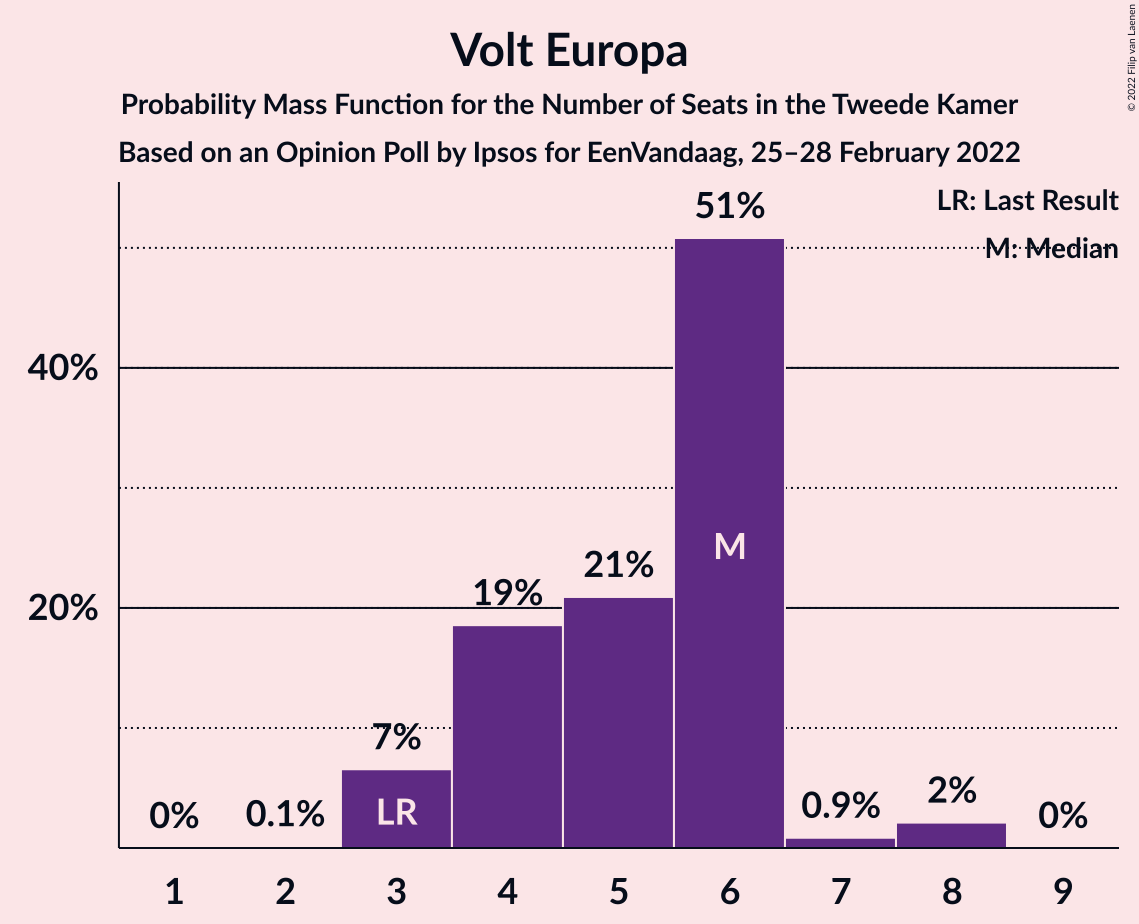 Volt Europa
Probability Mass Function for the Number of Seats in the Tweede Kamer
Based on an Opinion Poll by Ipsos for EenVandaag, 25–28 February 2022
© 2022 Filip van Laenen
LR: Last Result
M: Median
51%
40%
M
21%
19%
20%
7%
LR
0%
0.1%
0.9%
2%
0%
1 2 3 4 5 6 7 8 9